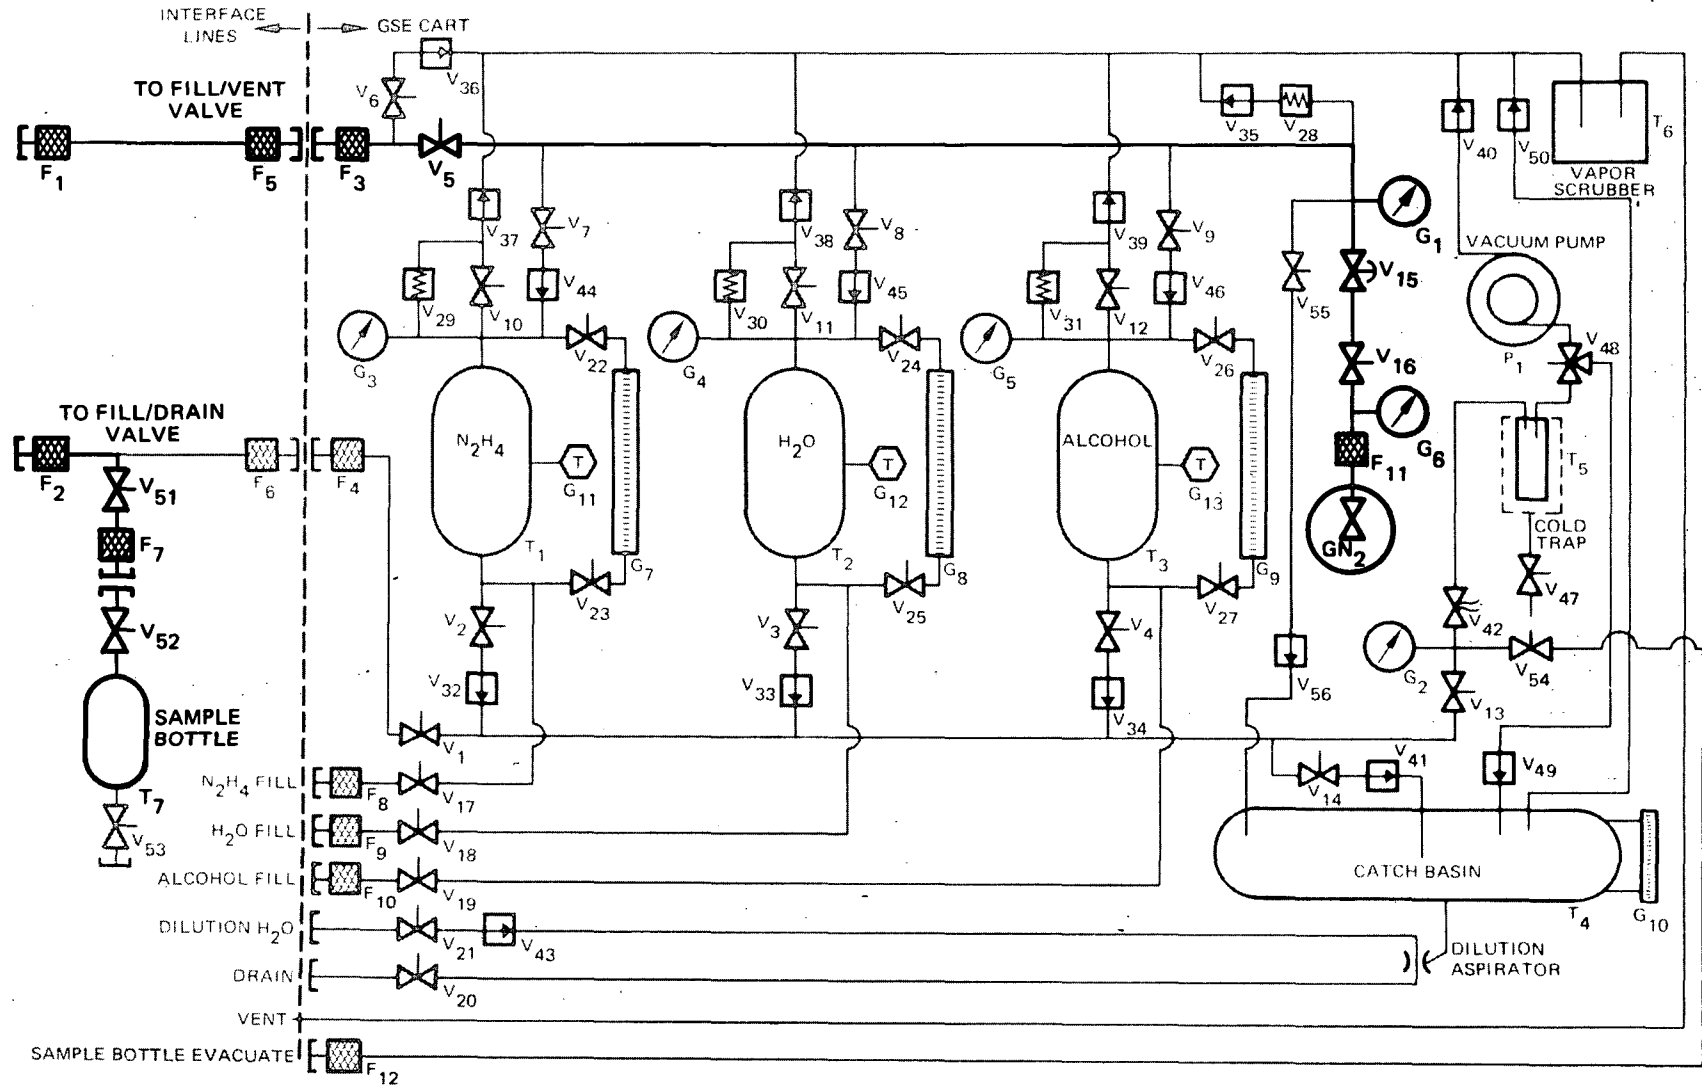 INTERFACE
LINES
GSE CART
TO FILL/VENT
VALVE
V6
V36
F1
F5
F3
V5
V35
V28
V40
V50
T6
VAPOR
SCRUBBER
V37
V7
V38
V8
V39
V9
G1
VACUUM PUMP
V29
V10
V44
V30
V11
V45
V31
V12
V46
V55
V15
G3
V22
G4
V24
G5
V26
V16
P1
V48
TO FILL/DRAIN
VALVE
N2H4
H2O
ALCOHOL
T
T
T
G11
G12
G13
G6
F11
F2
V51
F6
F4
T5
COLD
TRAP
F7
T1
G7
T2
G8
T3
G9
GN2
V23
V25
V27
V47
V52
V2
V3
V4
V42
G2
V54
V32
V33
V34
V56
V13
SAMPLE
BOTTLE
V1
V41
V49
T7
N2H4 FILL
F8
V17
V14
V53
H2O FILL
F9
V18
ALCOHOL FILL
F10
V19
CATCH BASIN
T4
G10
DILUTION H2O
V21
V43
DILUTION
ASPIRATOR
DRAIN
V20
VENT
SAMPLE BOTTLE EVACUATE
F12